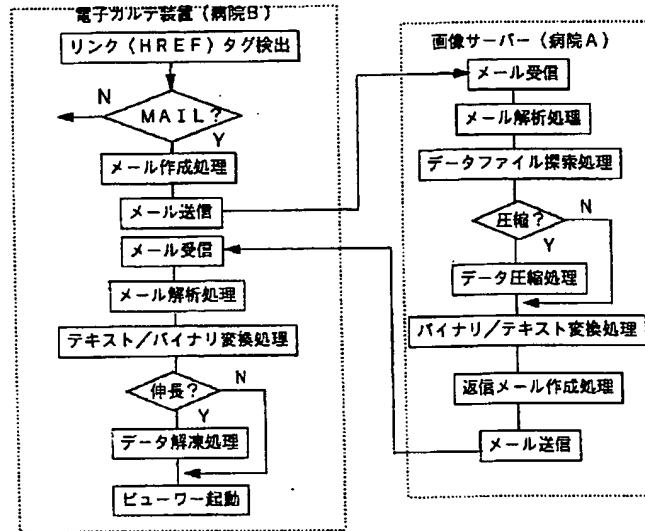 電子カルテ装置(病院B)
リンク(HREF)タグ検出
N
MAIL?
Y
メール作成処理
メール送信
メール受信
メール解析処理
テキスト/バイナリ変換処理
伸長?
N
Y
データ解凍処理
ビューワー起動
画像サーバー(病院A)
メール受信
メール解析処理
データファイル探索処理
圧縮?
N
Y
データ圧縮処理
バイナリ/テキスト変換処理
返信メール作成処理
メール送信